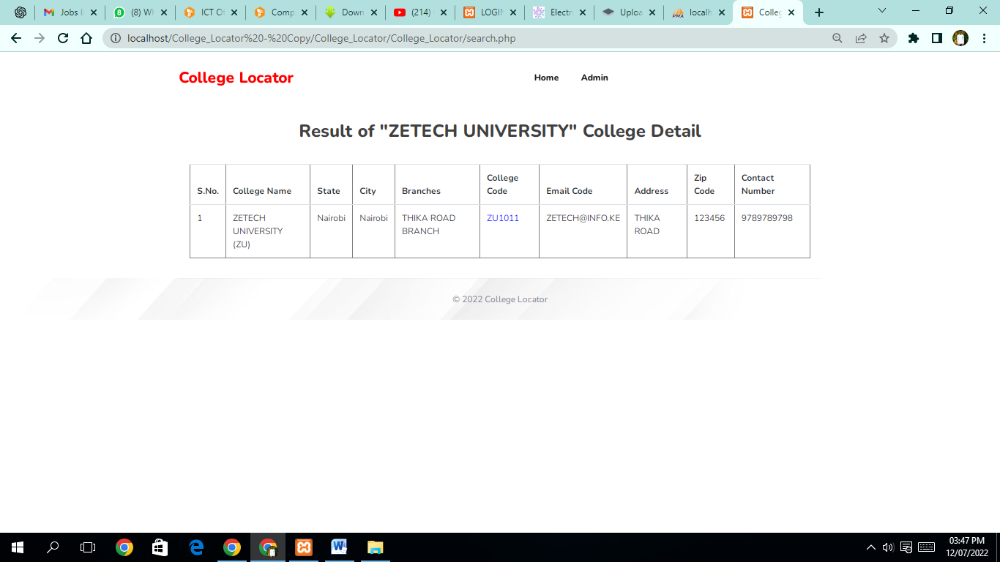 Jobs I
(8) W
ICT O
Comp
Down
(214)
LOGI
Electr
Uploa
localh
Colleg
localhost/College_Locator%20-%20Copy/College_Locator/College_Locator/search.php
College Locator
Home Admin
Result of "ZETECH UNIVERSITY" College Detail
S.No. College Name State City Branches College Code Email Code Address Zip Code Contact Number
1 ZETECH UNIVERSITY (ZU) Nairobi Nairobi THIKA ROAD BRANCH ZU1011 ZETECH@INFO.KE THIKA ROAD 123456 9789789798
© 2022 College Locator
03:47 PM
12/07/2022